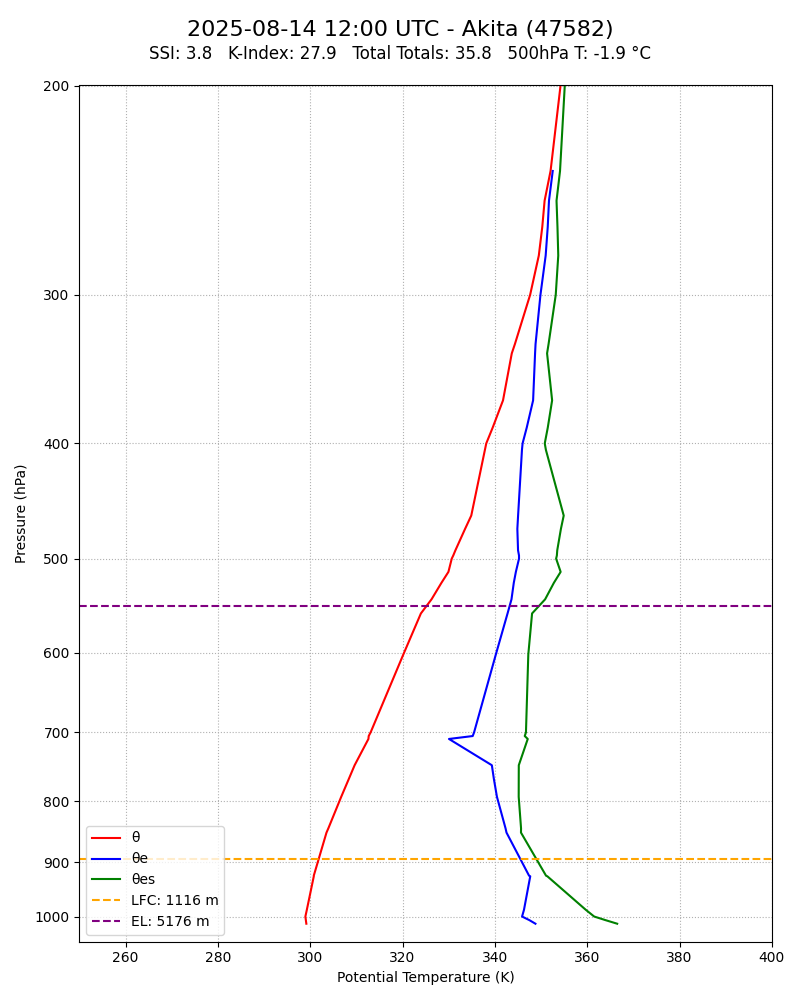 2025-08-14 12:00 UTC - Akita (47582)
SSI: 3.8   K-Index: 27.9   Total Totals: 35.8   500hPa T: -1.9 °C
Pressure (hPa)
200
300
400
500
600
700
800
900
1000
θ
θe
θes
LFC: 1116 m
EL: 5176 m
260 280 300 320 340 360 380 400
Potential Temperature (K)